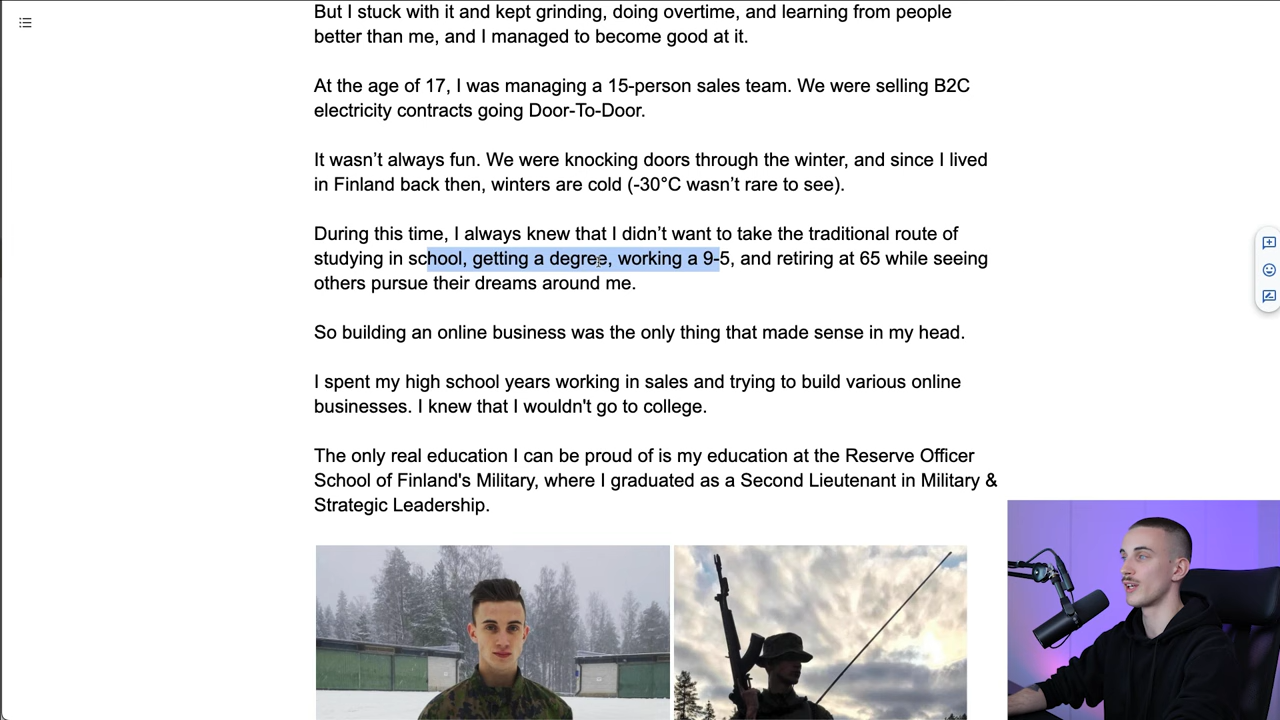 But I stuck with it and kept grinding, doing overtime, and learning from people
better than me, and I managed to become good at it.
At the age of 17, I was managing a 15-person sales team. We were selling B2C
electricity contracts going Door-To-Door.
It wasn’t always fun. We were knocking doors through the winter, and since I lived
in Finland back then, winters are cold (-30°C wasn’t rare to see).
During this time, I always knew that I didn’t want to take the traditional route of
studying in school, getting a degree, working a 9-5, and retiring at 65 while seeing
others pursue their dreams around me.
So building an online business was the only thing that made sense in my head.
I spent my high school years working in sales and trying to build various online
businesses. I knew that I wouldn't go to college.
The only real education I can be proud of is my education at the Reserve Officer
School of Finland's Military, where I graduated as a Second Lieutenant in Military &
Strategic Leadership.